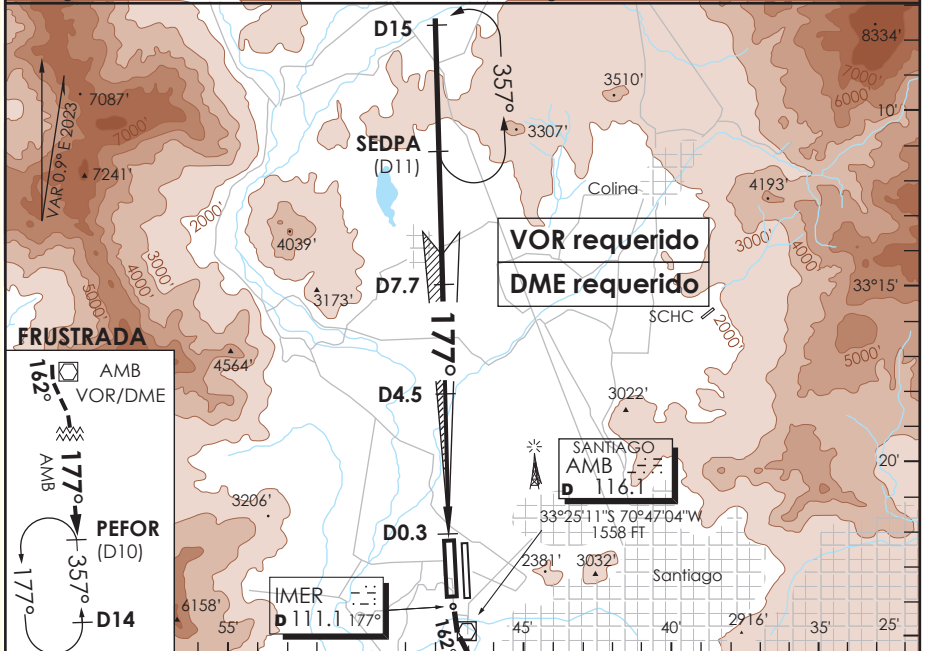 D15
8334'
7000'
6000'
357°
3510'
10'
7087'
7000'
3307'
VAR 0.9° E 2023
7241'
SEDPA
(D11)
Colina
4193'
2000'
4039'
3000'
4000'
5000'
VOR requerido
DME requerido
3000'
4000'
D7.7
33°15'
3173'
SCHC
2000'
177°
FRUSTRADA
5000'
4564'
162°
AMB
VOR/DME
D4.5
3022'
AMB
177°
SANTIAGO
AMB
D 116.1
20'
33°25'11"S 70°47'04"W
1558 FT
3206'
PEFOR
(D10)
D0.3
2381'
3032'
Santiago
177°
357°
IMER
D 111.1 177°
D14
6158'
2916'
162°
55'
45'
40'
35'
25'